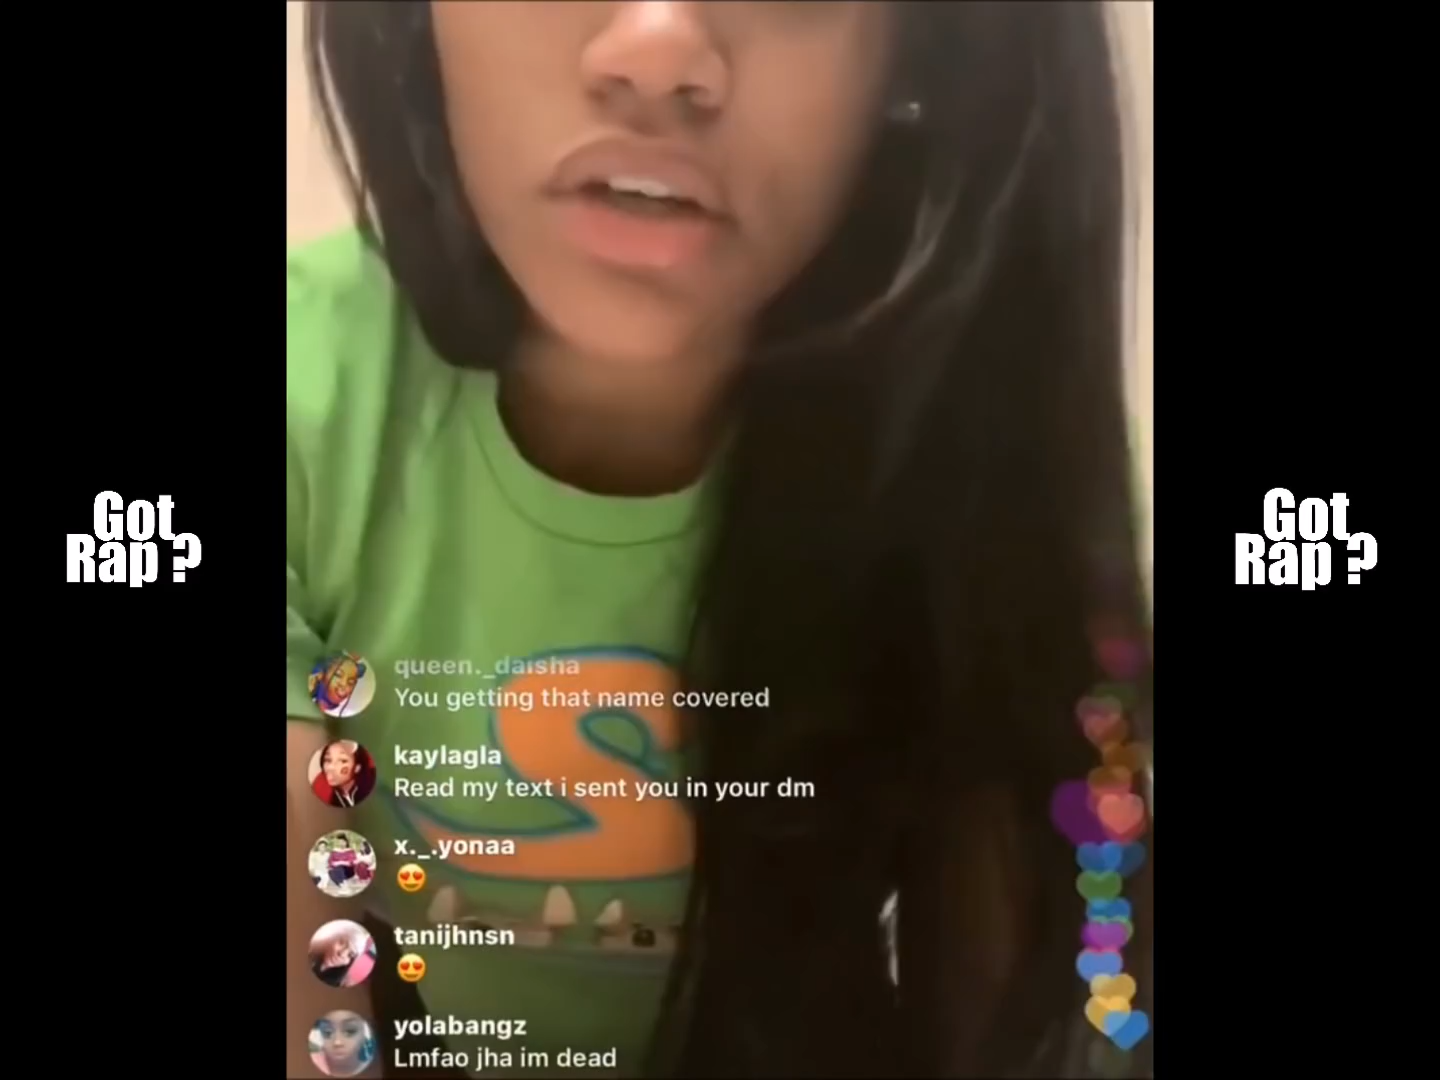 Got
Rap ?
queen._daisha
You getting that name covered
kaylagla
Read my text i sent you in your dm
x._.yonaa
😍
tanijhnsn
😍
yolabangz
Lmfao jha im dead
Got
Rap ?